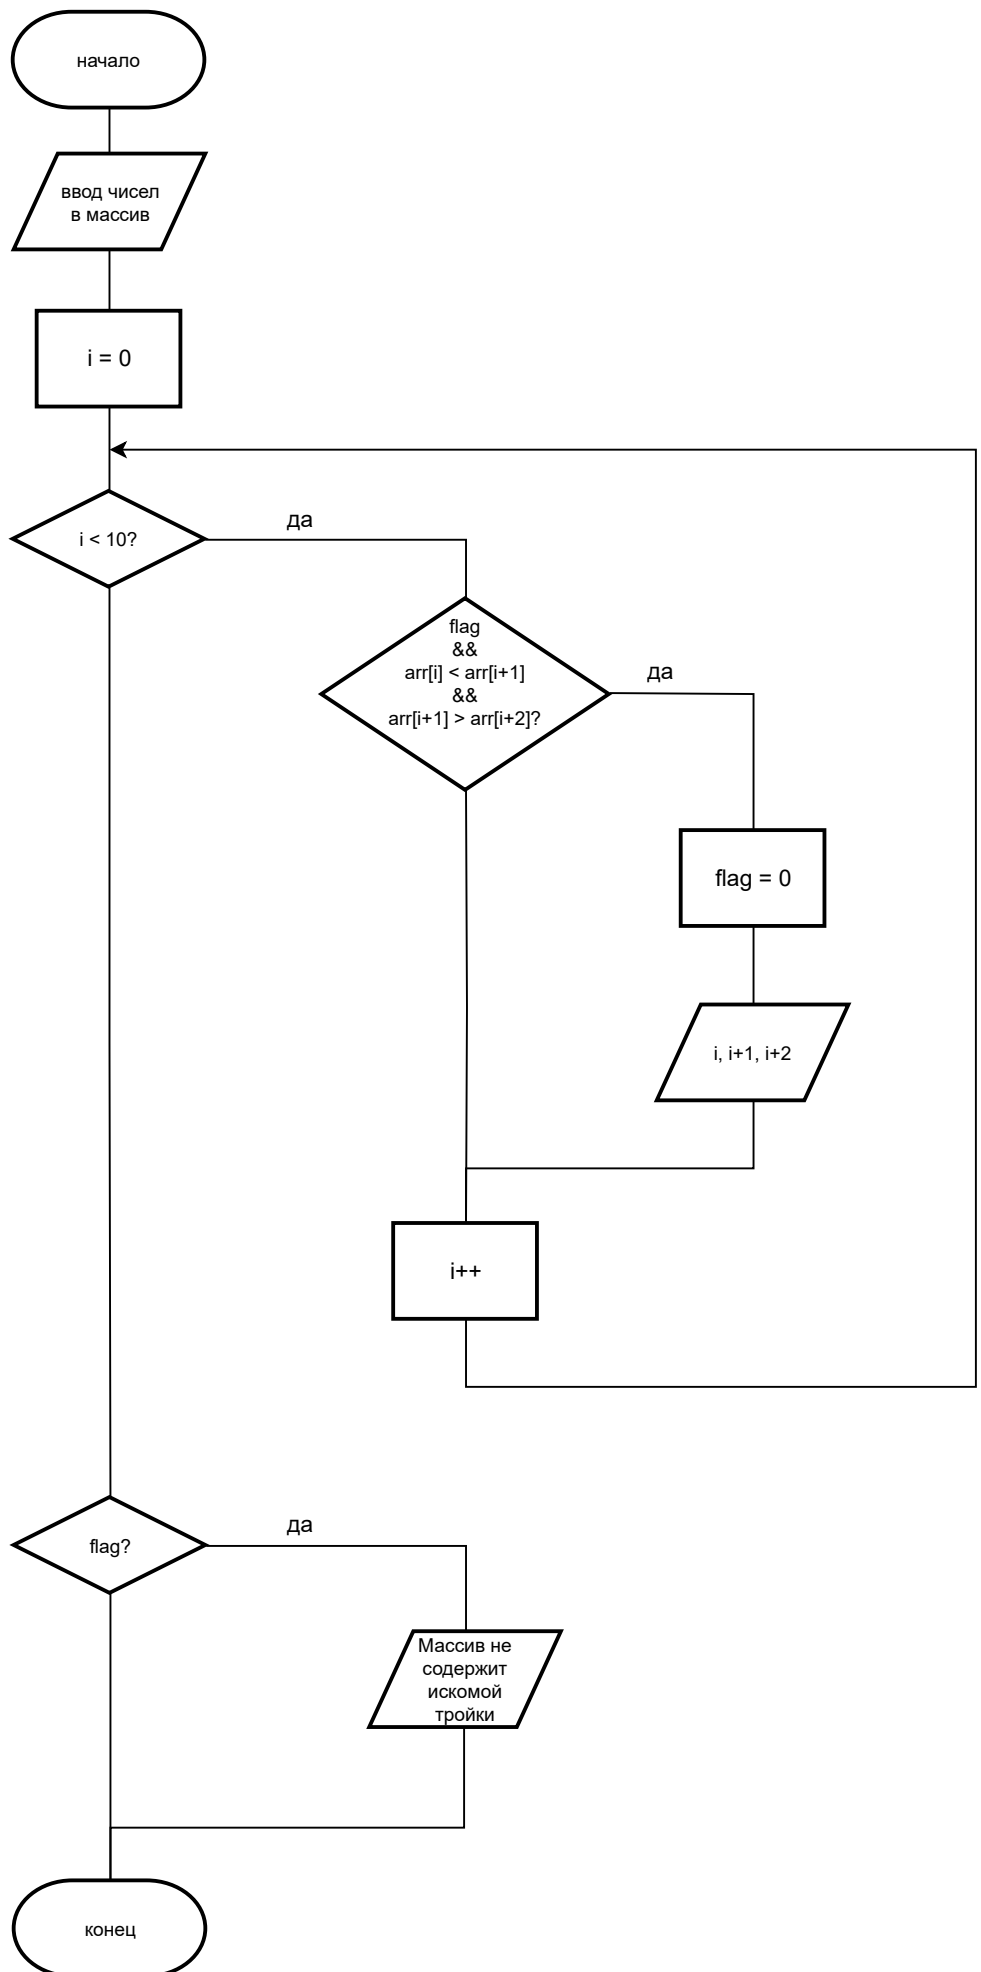 начало
ввод чисел
в массив
i = 0
i < 10?
да
flag
&&
arr[i] < arr[i+1]
&&
arr[i+1] > arr[i+2]?
да
flag = 0
i, i+1, i+2
i++
flag?
да
Массив не
содержит
искомой
тройки
конец